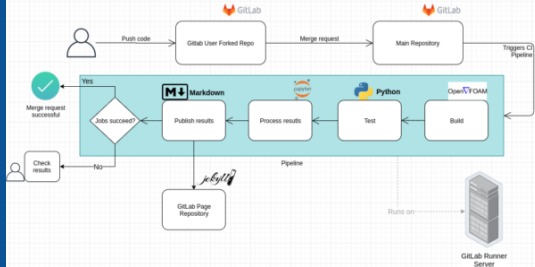 GitLab
GitLab
Push code
Gitlab User Forked Repo
Merge request
Main Repository
Triggers CI
Pipeline
Yes
Markdown
jupyter
Python
OpenFOAM
Merge request
successful
Jobs succeed?
Publish results
Process results
Test
Build
No
Pipeline
Check
results
jekyll
GitLab Page
Repository
Runs on
GitLab Runner
Server